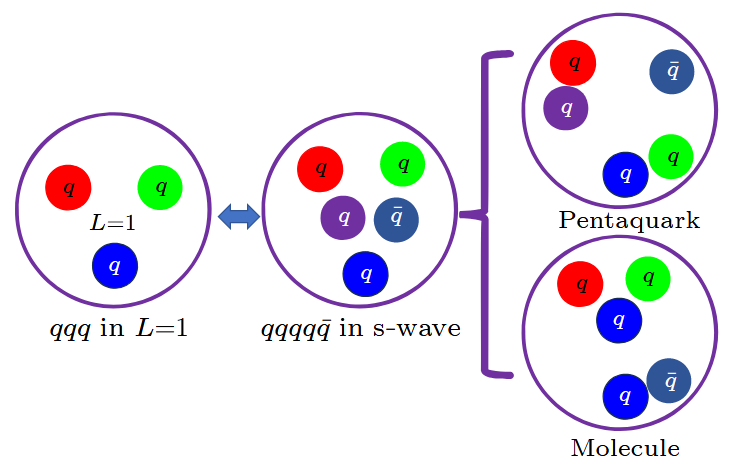 q q
L=1
q
qqq in L=1
q q
q q̄
q
qqqqq̄ in s-wave
q q̄
q
q q
Pentaquark
q q
q
q q̄
Molecule